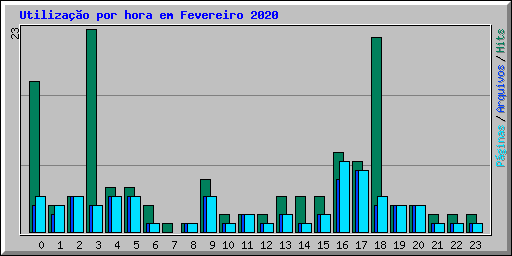 Utilização por hora em Fevereiro 2020
23
Páginas / Arquivos / Hits
0 1 2 3 4 5 6 7 8 9 10 11 12 13 14 15 16 17 18 19 20 21 22 23